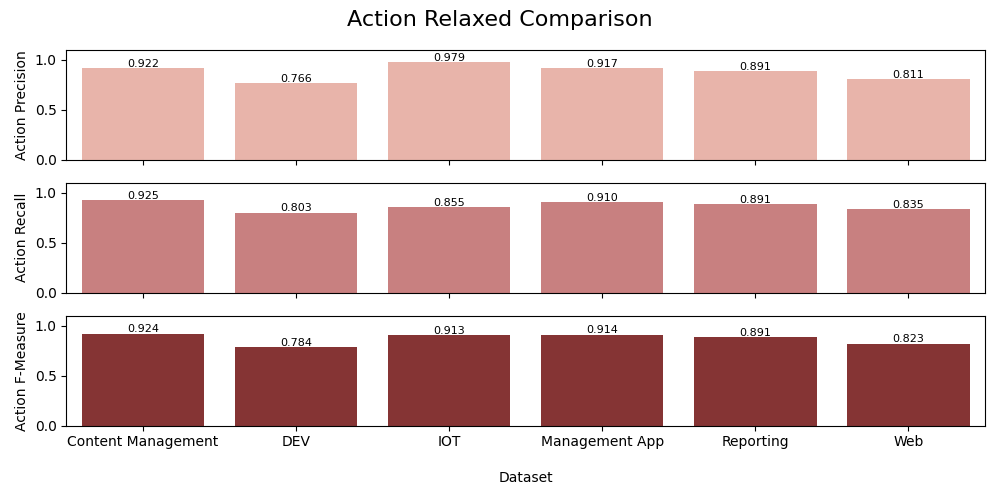 Action Relaxed Comparison
Action Precision
1.0
0.5
0.0
0.922
0.766
0.979
0.917
0.891
0.811
Action Recall
1.0
0.5
0.0
0.925
0.803
0.855
0.910
0.891
0.835
Action F-Measure
1.0
0.5
0.0
0.924
0.784
0.913
0.914
0.891
0.823
Content Management
DEV
IOT
Management App
Reporting
Web
Dataset